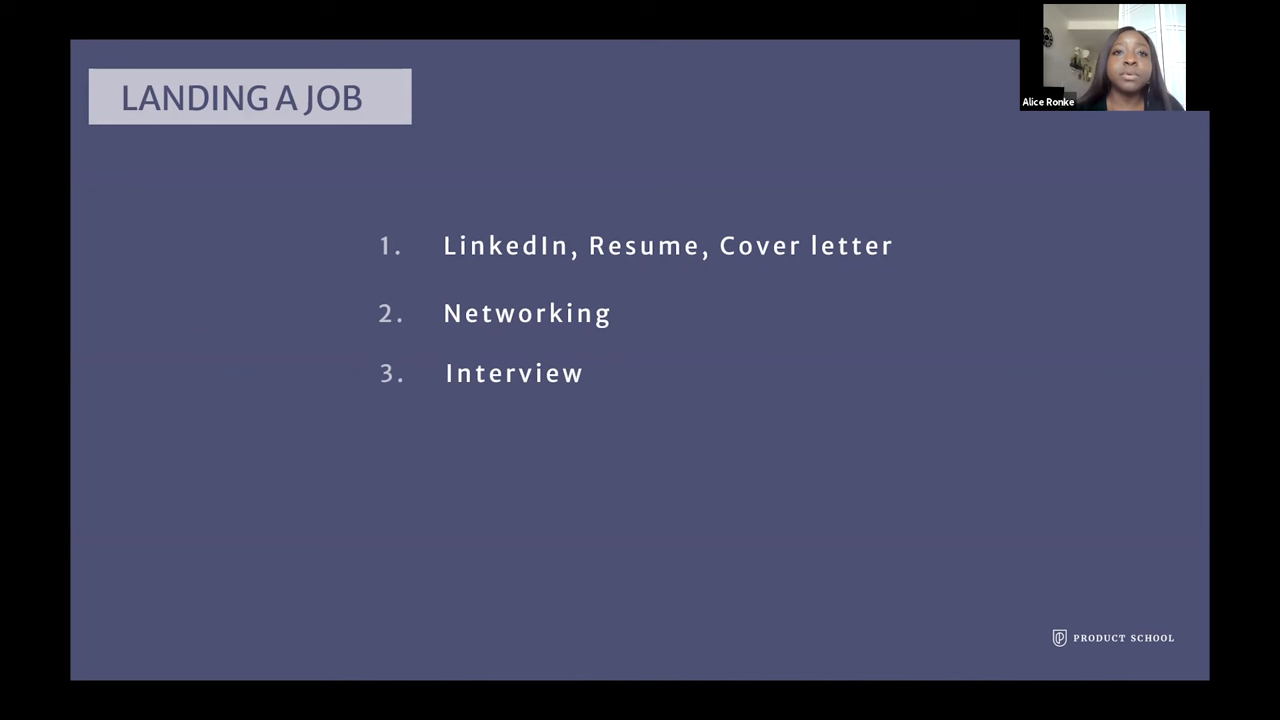 LANDING A JOB
Alice Ronke
1. LinkedIn, Resume, Cover letter
2. Networking
3. Interview
PRODUCT SCHOOL